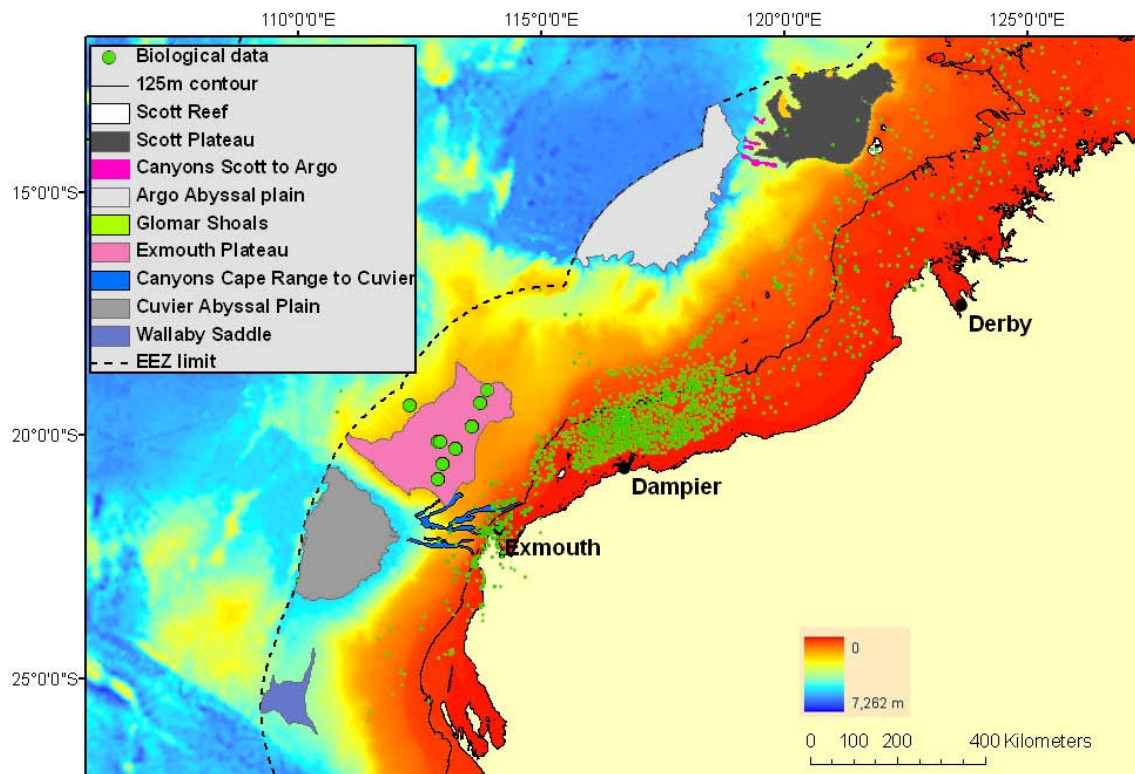 110°0'0"E 115°0'0"E 120°0'0"E 125°0'0"E
Biological data
125m contour
Scott Reef
Scott Plateau
Canyons Scott to Argo
Argo Abyssal plain
Glomar Shoals
Exmouth Plateau
Canyons Cape Range to Cuvier
Cuvier Abyssal Plain
Wallaby Saddle
EEZ limit
15°0'0"S
Derby
20°0'0"S
Dampier
Exmouth
25°0'0"S
0
7,262 m
0 100 200 400 Kilometers